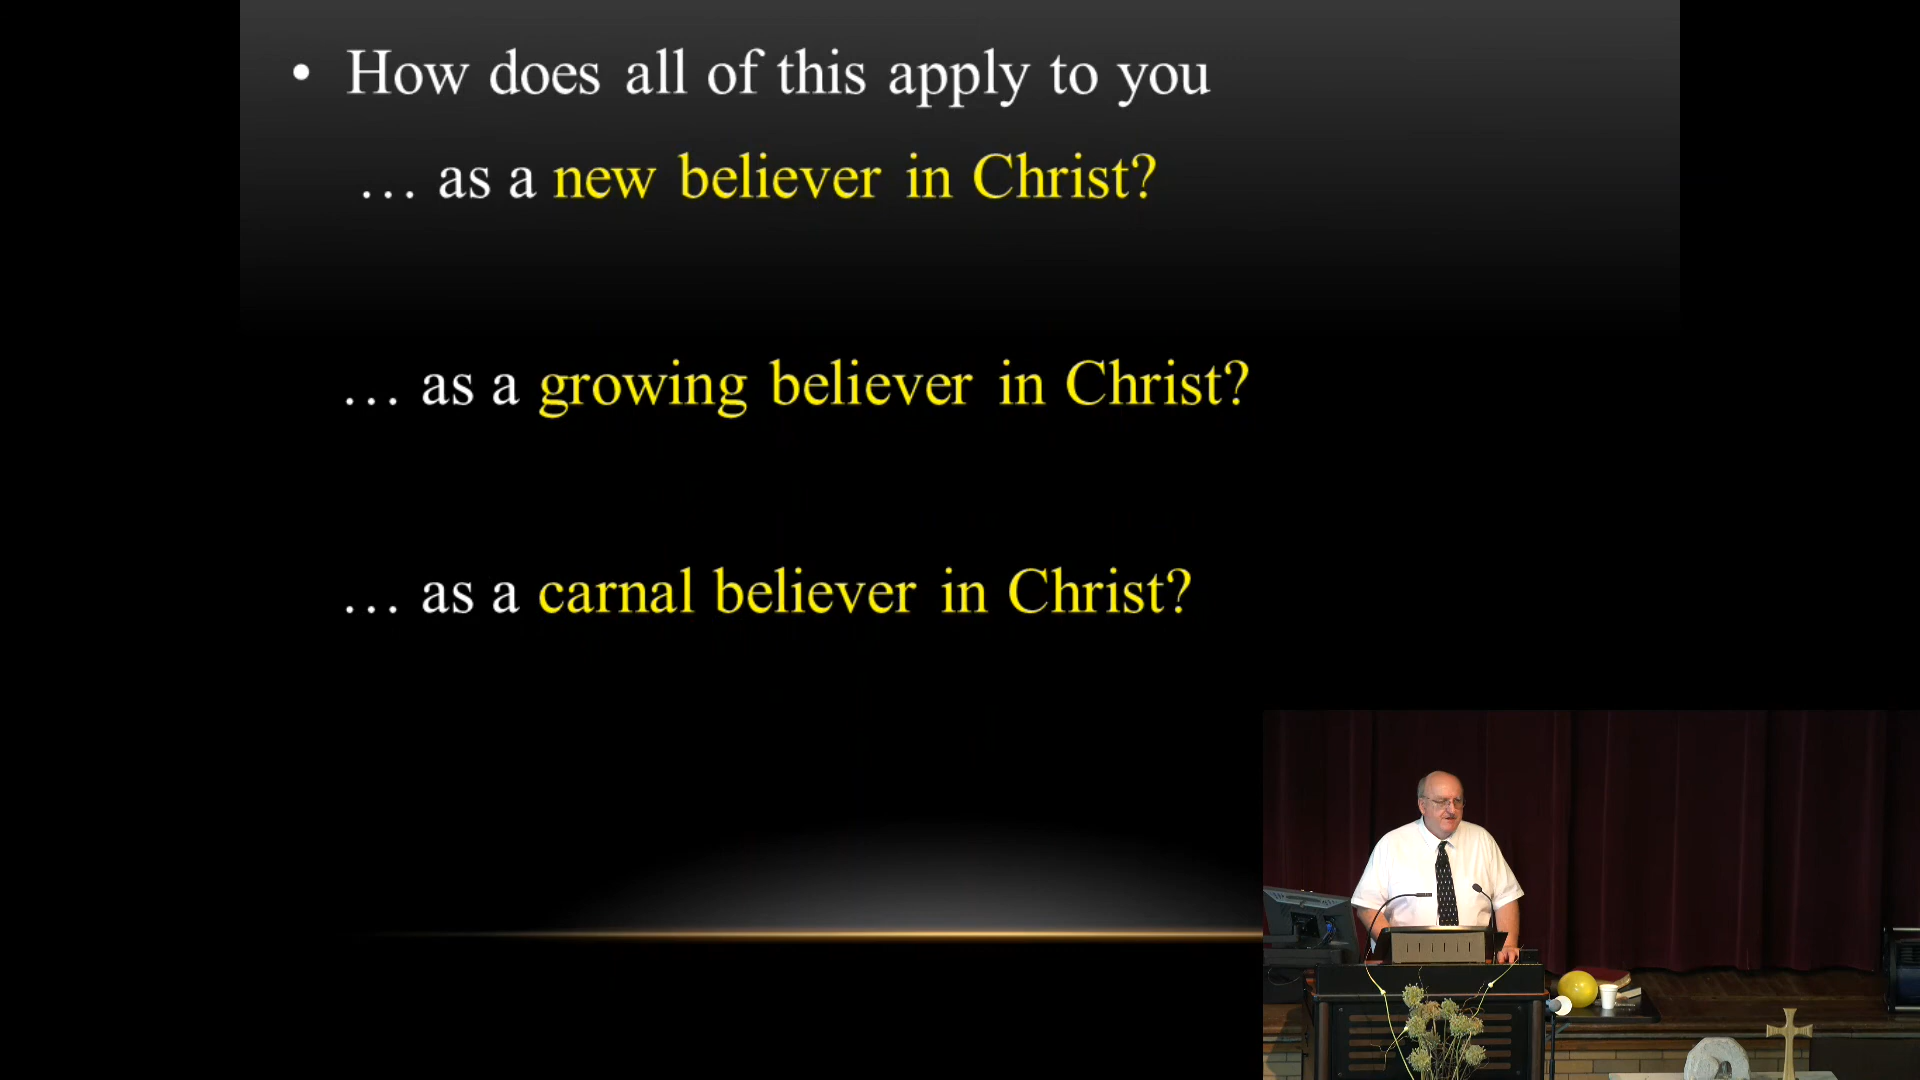 • How does all of this apply to you
… as a new believer in Christ?
… as a growing believer in Christ?
… as a carnal believer in Christ?